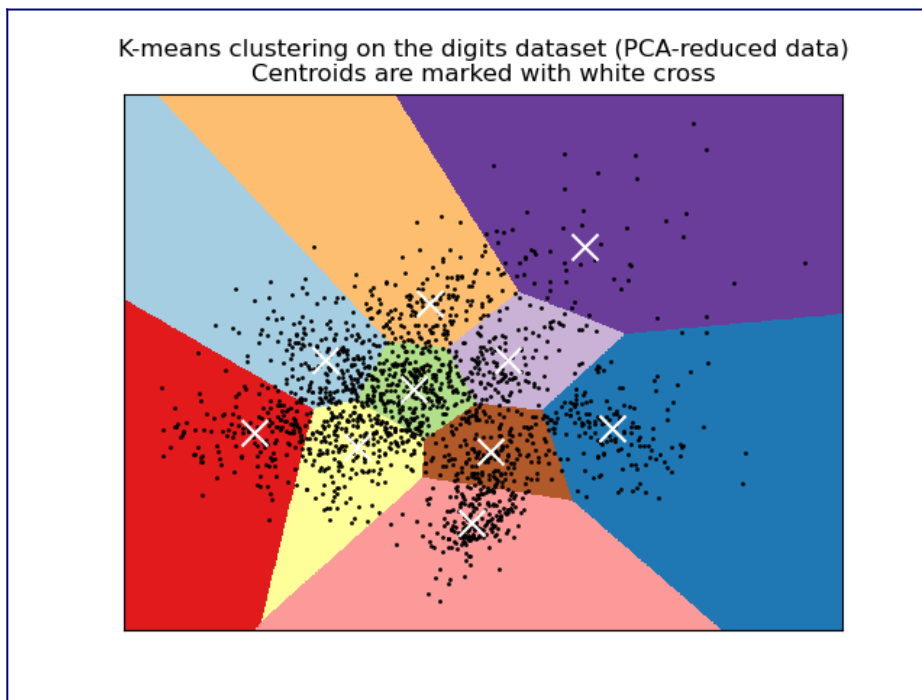 K-means clustering on the digits dataset (PCA-reduced data)
Centroids are marked with white cross